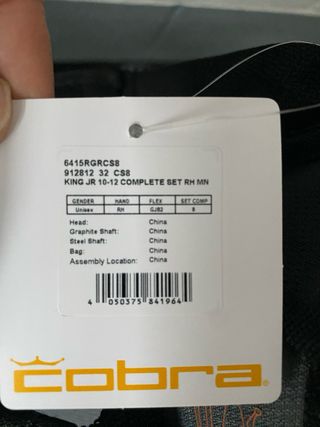 6415RGRCS8
912812 32 CS8
KING JR 10-12 COMPLETE SET RH MN
GENDER HAND FLEX SET COMP
Unisex RH GJB2 8
Head: China
Graphite Shaft: China
Steel Shaft: China
Bag: China
Assembly Location: China
4 050375 841964
cobra®